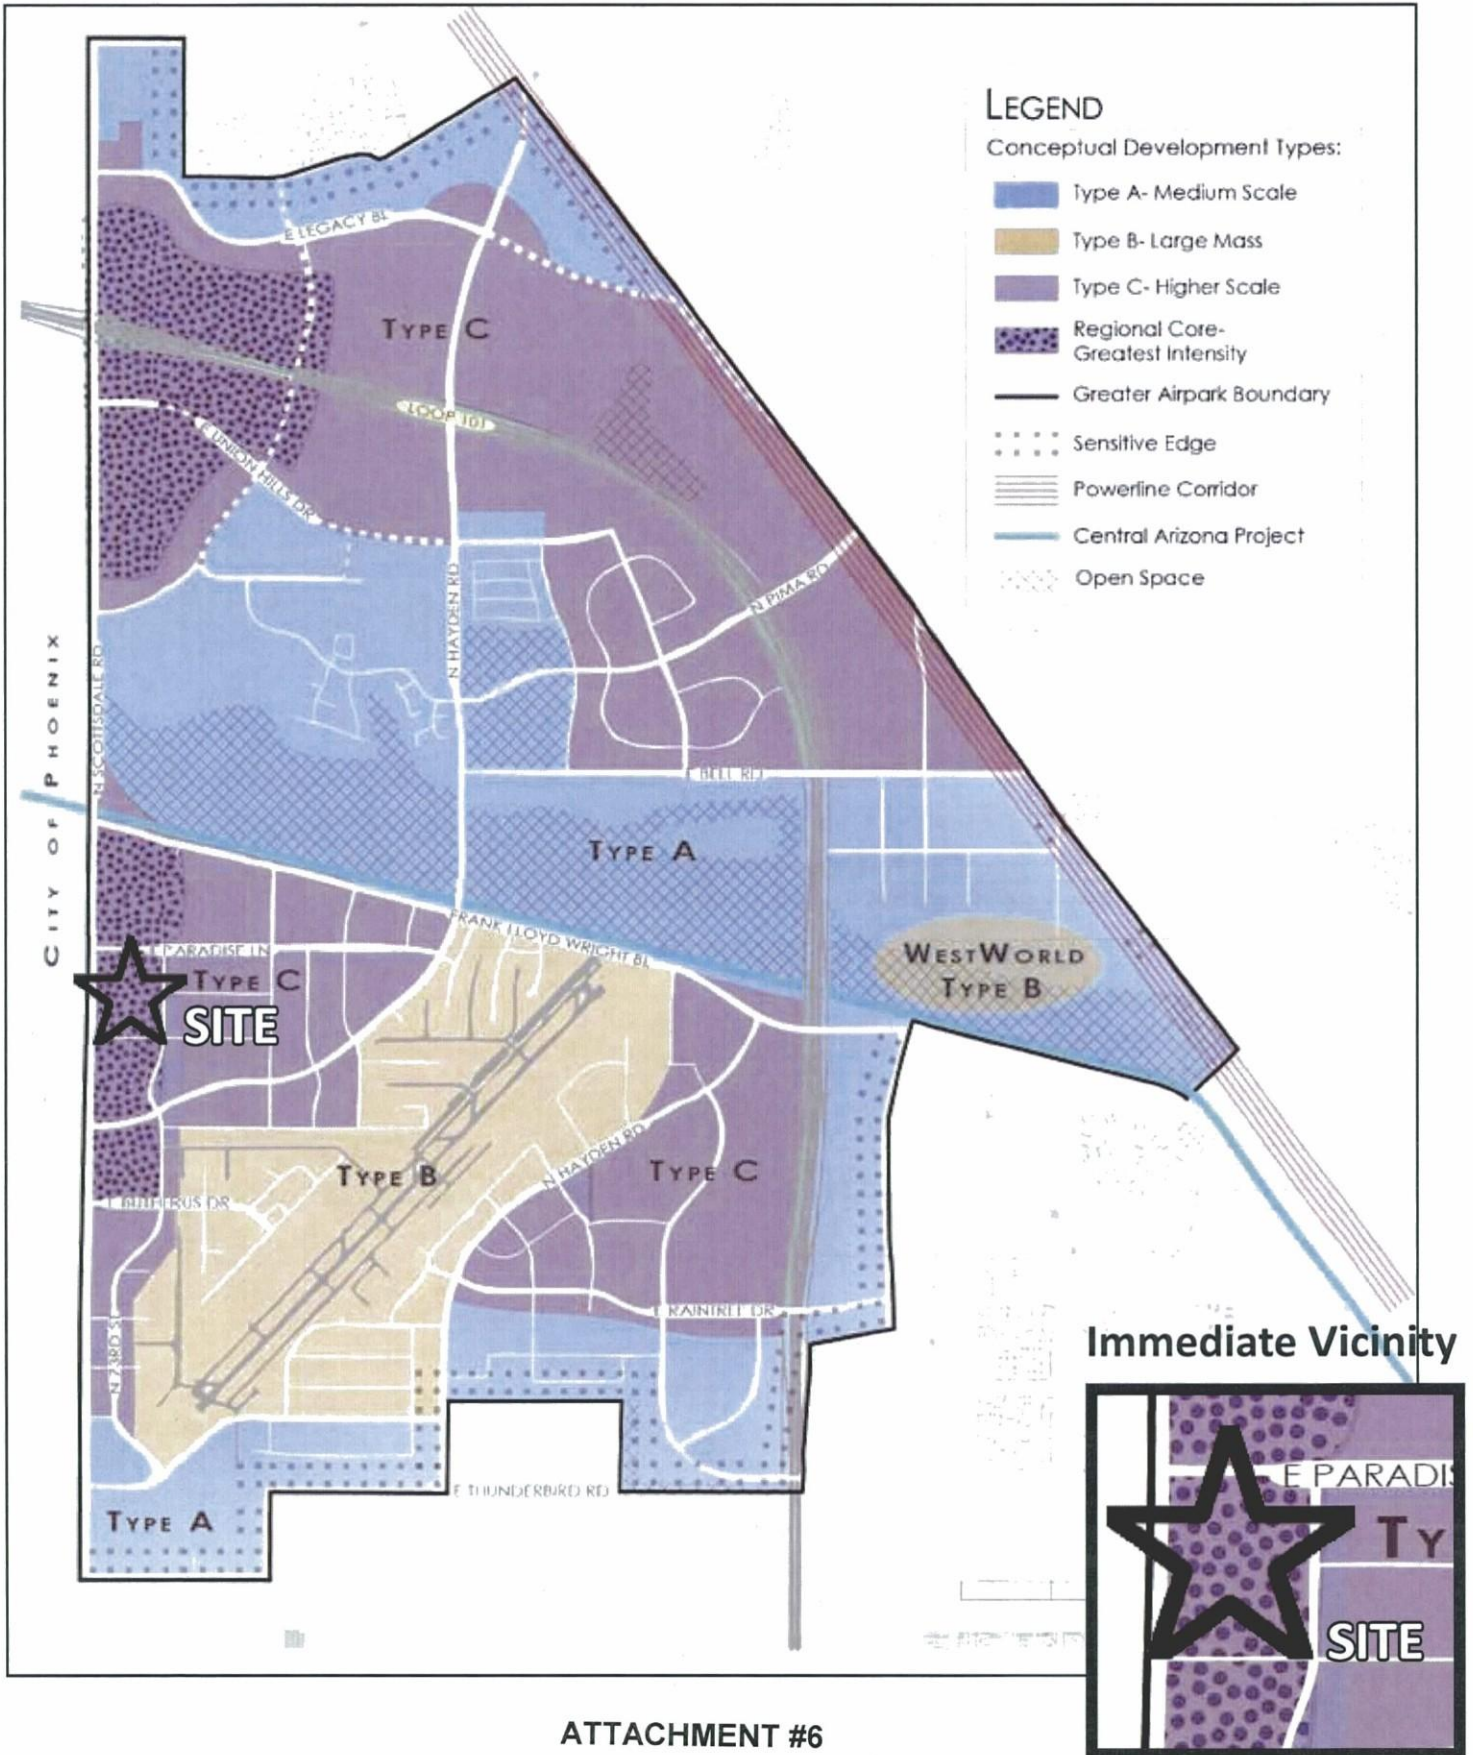 LEGEND
Conceptual Development Types:
Type A- Medium Scale
Type B- Large Mass
Type C- Higher Scale
Regional Core-
Greatest Intensity
Greater Airpark Boundary
Sensitive Edge
Powerline Corridor
Central Arizona Project
Open Space
E LEGACY BL
TYPE C
LOOP 101
E UNION HILLS DR
N HAYDEN RD
N PIMA RD
CITY OF PHOENIX
N SCOTTSDALE RD
E BELL RD
TYPE A
FRANK LLOYD WRIGHT BL
E PARADISE LN
WESTWORLD
TYPE B
TYPE C
SITE
TYPE B
N HAYDEN RD
TYPE C
E BUTHERUS DR
E RAINTREE DR
N 73RD ST
E THUNDERBIRD RD
TYPE A
Immediate Vicinity
E PARADIS
TY
SITE
ATTACHMENT #6